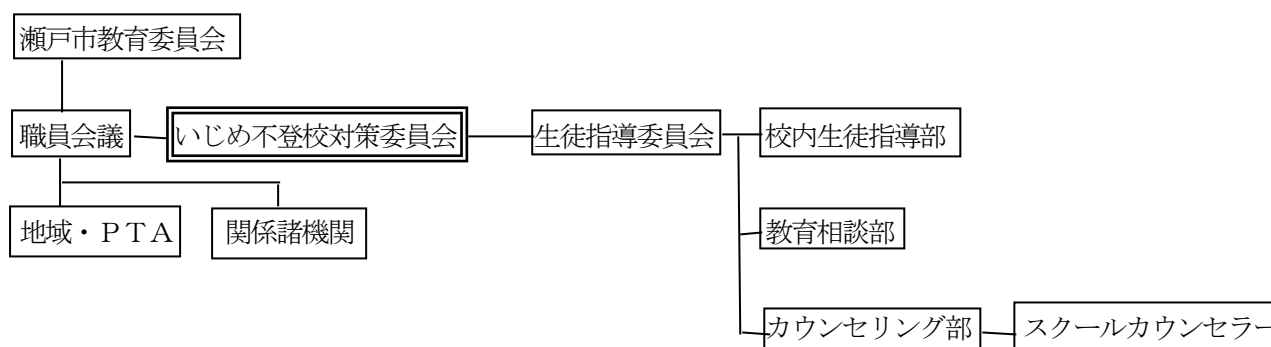 瀬戸市教育委員会
職員会議
いじめ不登校対策委員会
生徒指導委員会
校内生徒指導部
地域・ＰＴＡ
関係諸機関
教育相談部
カウンセリング部
スクールカウンセラー